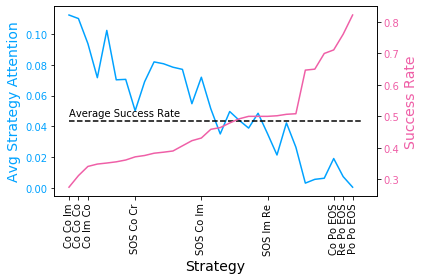 0.10
0.08
0.06
0.04
0.02
0.00
Avg Strategy Attention
Average Success Rate
0.8
0.7
0.6
0.5
0.4
0.3
Success Rate
Co Co Im
Co Co Co
Co Im Co
SOS Co Cr
SOS Co Im
SOS Im Re
Co Po EOS
Re Po EOS
Po Po EOS
Strategy